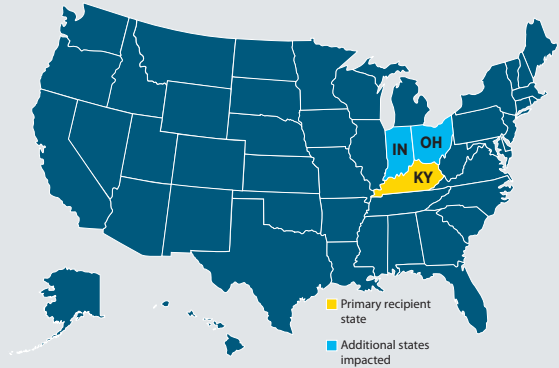 IN
OH
KY
Primary recipient
state
Additional states
impacted